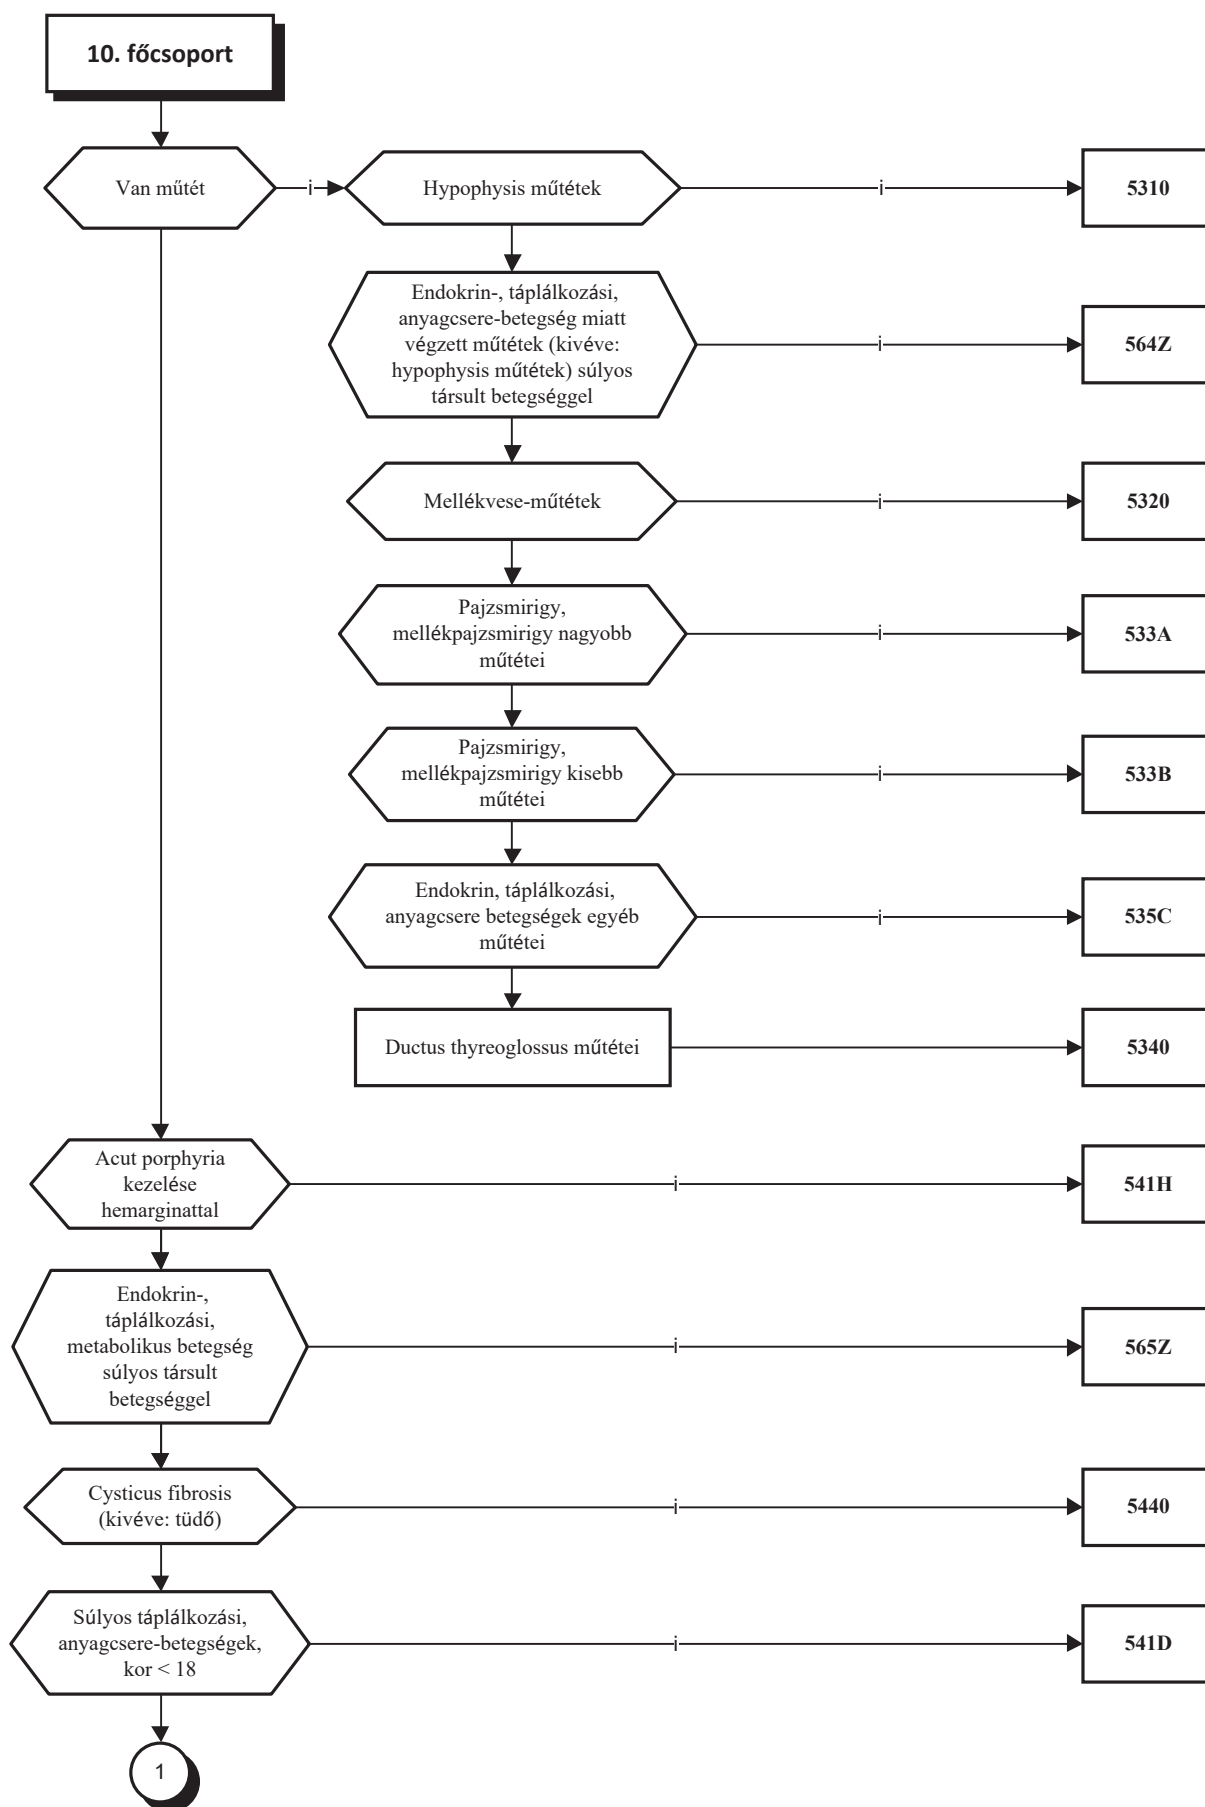 10. főcsoport
Van műtét
i
Hypophysis műtétek
i
5310
Endokrin-, táplálkozási,
anyagcsere-betegség miatt
végzett műtétek (kivéve:
hypophysis műtétek) súlyos
társult betegséggel
i
564Z
Mellékvese-műtétek
i
5320
Pajzsmirigy,
mellékpajzsmirigy nagyobb
műtétei
i
533A
Pajzsmirigy,
mellékpajzsmirigy kisebb
műtétei
i
533B
Endokrin, táplálkozási,
anyagcsere betegségek egyéb
műtétei
i
535C
Ductus thyreoglossus műtétei
5340
Acut porphyria
kezelése
hemarginattal
i
541H
Endokrin-,
táplálkozási,
metabolikus betegség
súlyos társult
betegséggel
i
565Z
Cysticus fibrosis
(kivéve: tüdő)
i
5440
Súlyos táplálkozási,
anyagcsere-betegségek,
kor < 18
i
541D
1